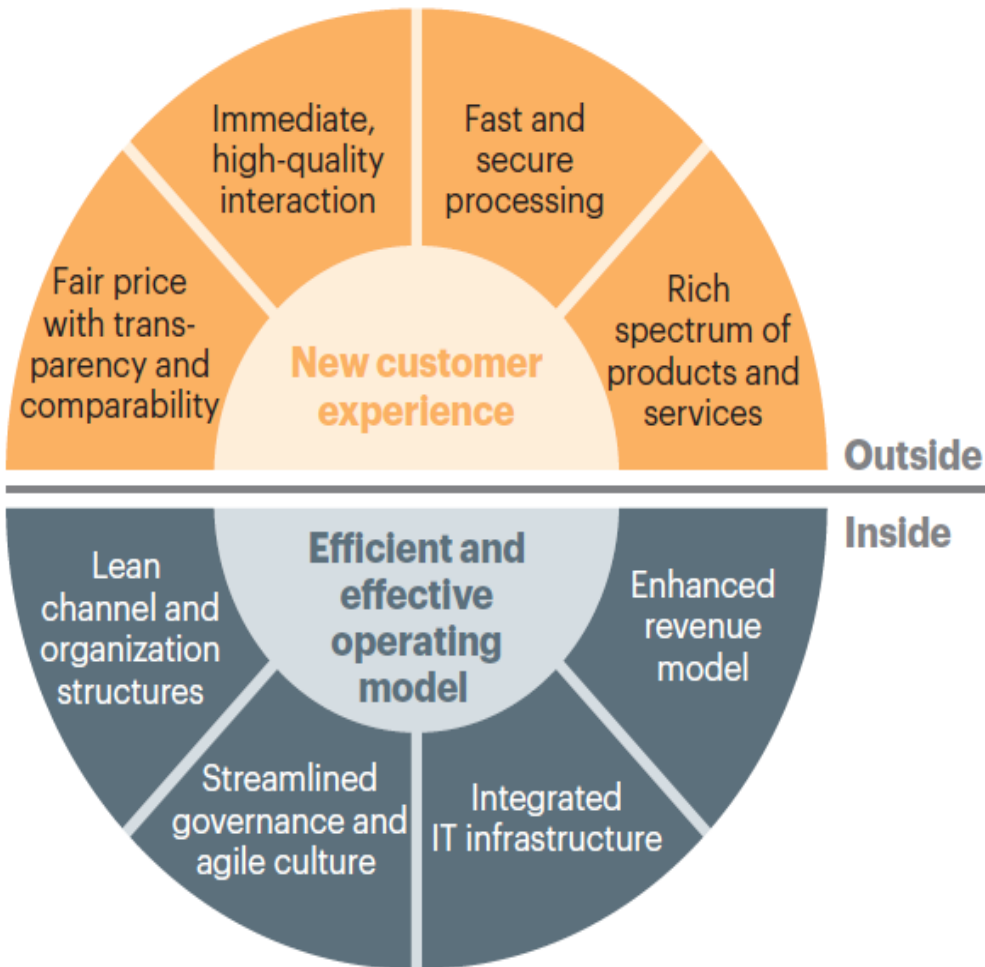 Immediate,
high-quality
interaction
Fast and
secure
processing
Fair price
with trans-
parency and
comparability
Rich
spectrum of
products and
services
New customer
experience
Outside
Inside
Efficient and
effective
operating
model
Lean
channel and
organization
structures
Enhanced
revenue
model
Streamlined
governance and
agile culture
Integrated
IT infrastructure